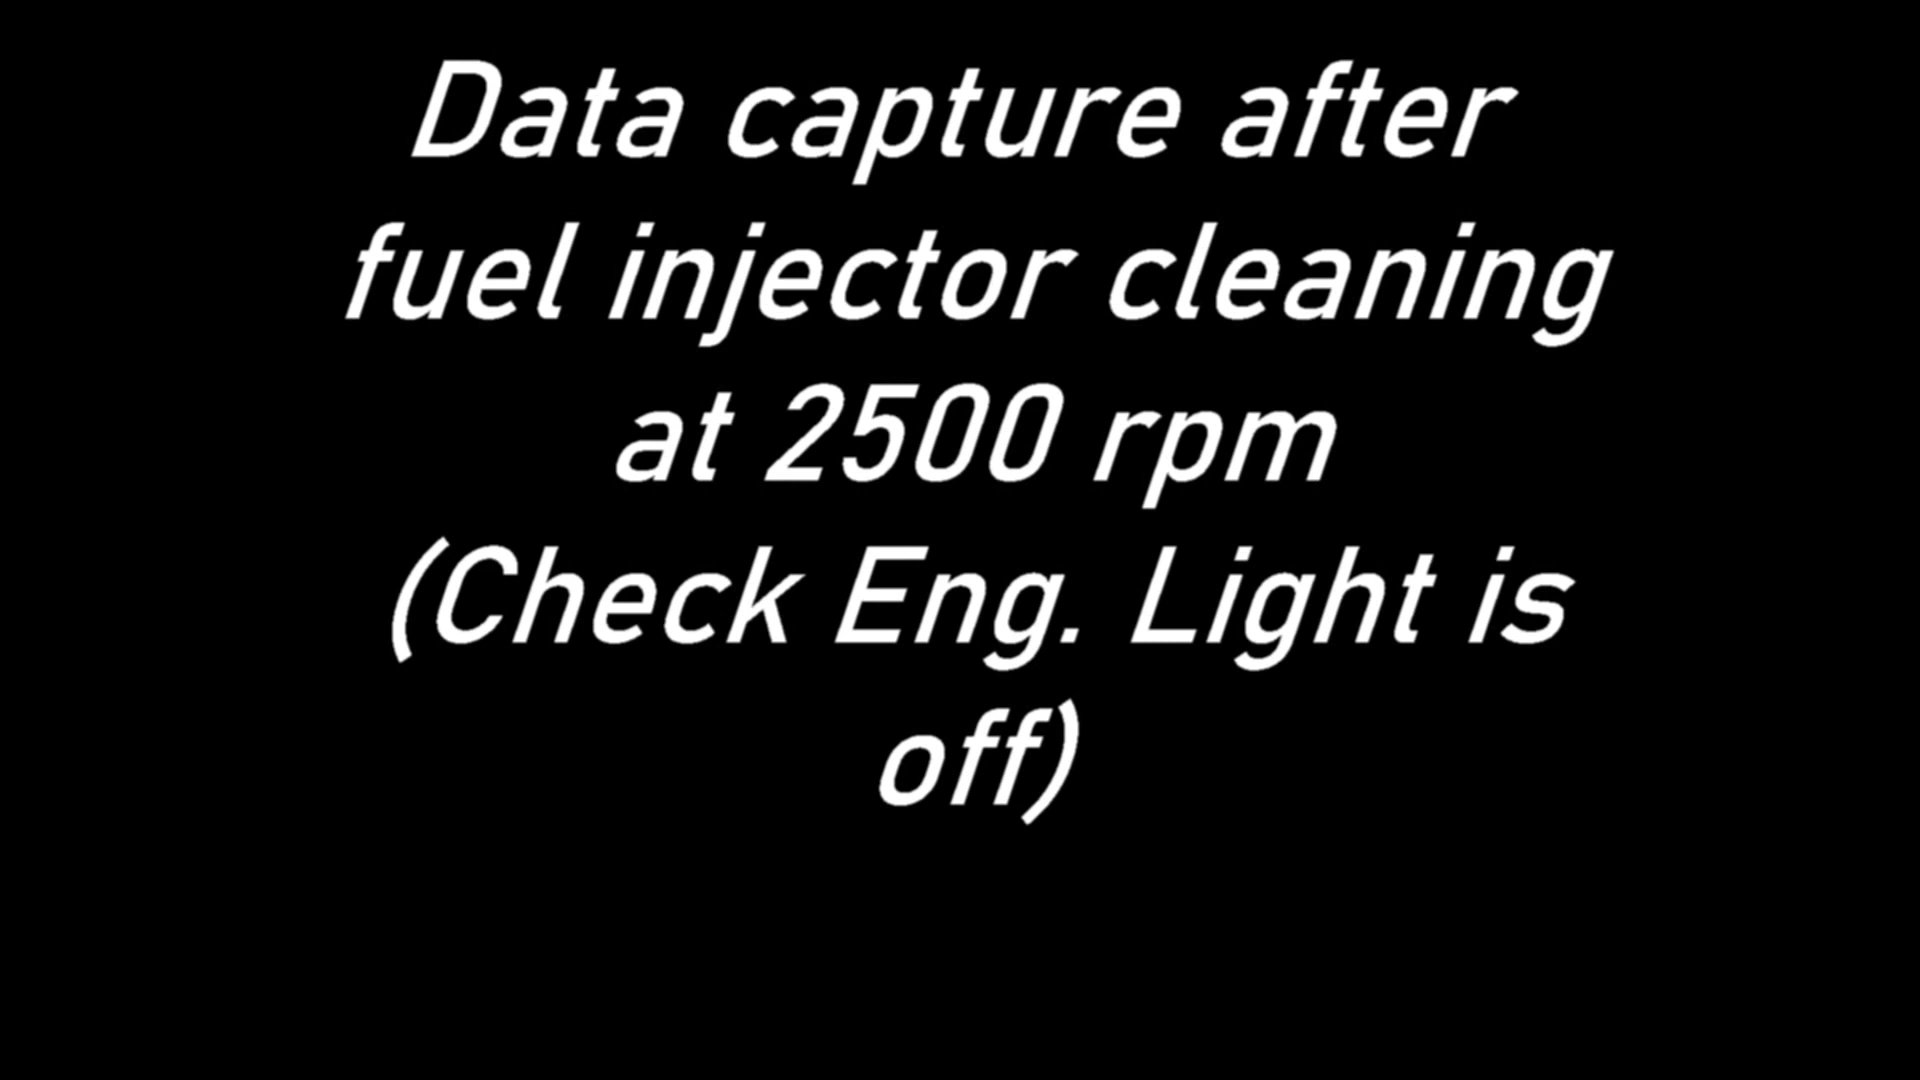 Data capture after
fuel injector cleaning
at 2500 rpm
(Check Eng. Light is
off)